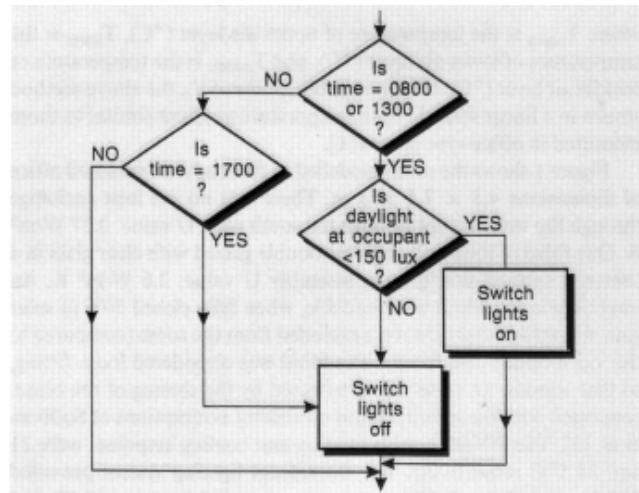 Is
time = 0800
or 1300
?
NO
YES
Is
time = 1700
?
NO
YES
Is
daylight
at occupant
<150 lux
?
YES
NO
Switch
lights
on
Switch
lights
off